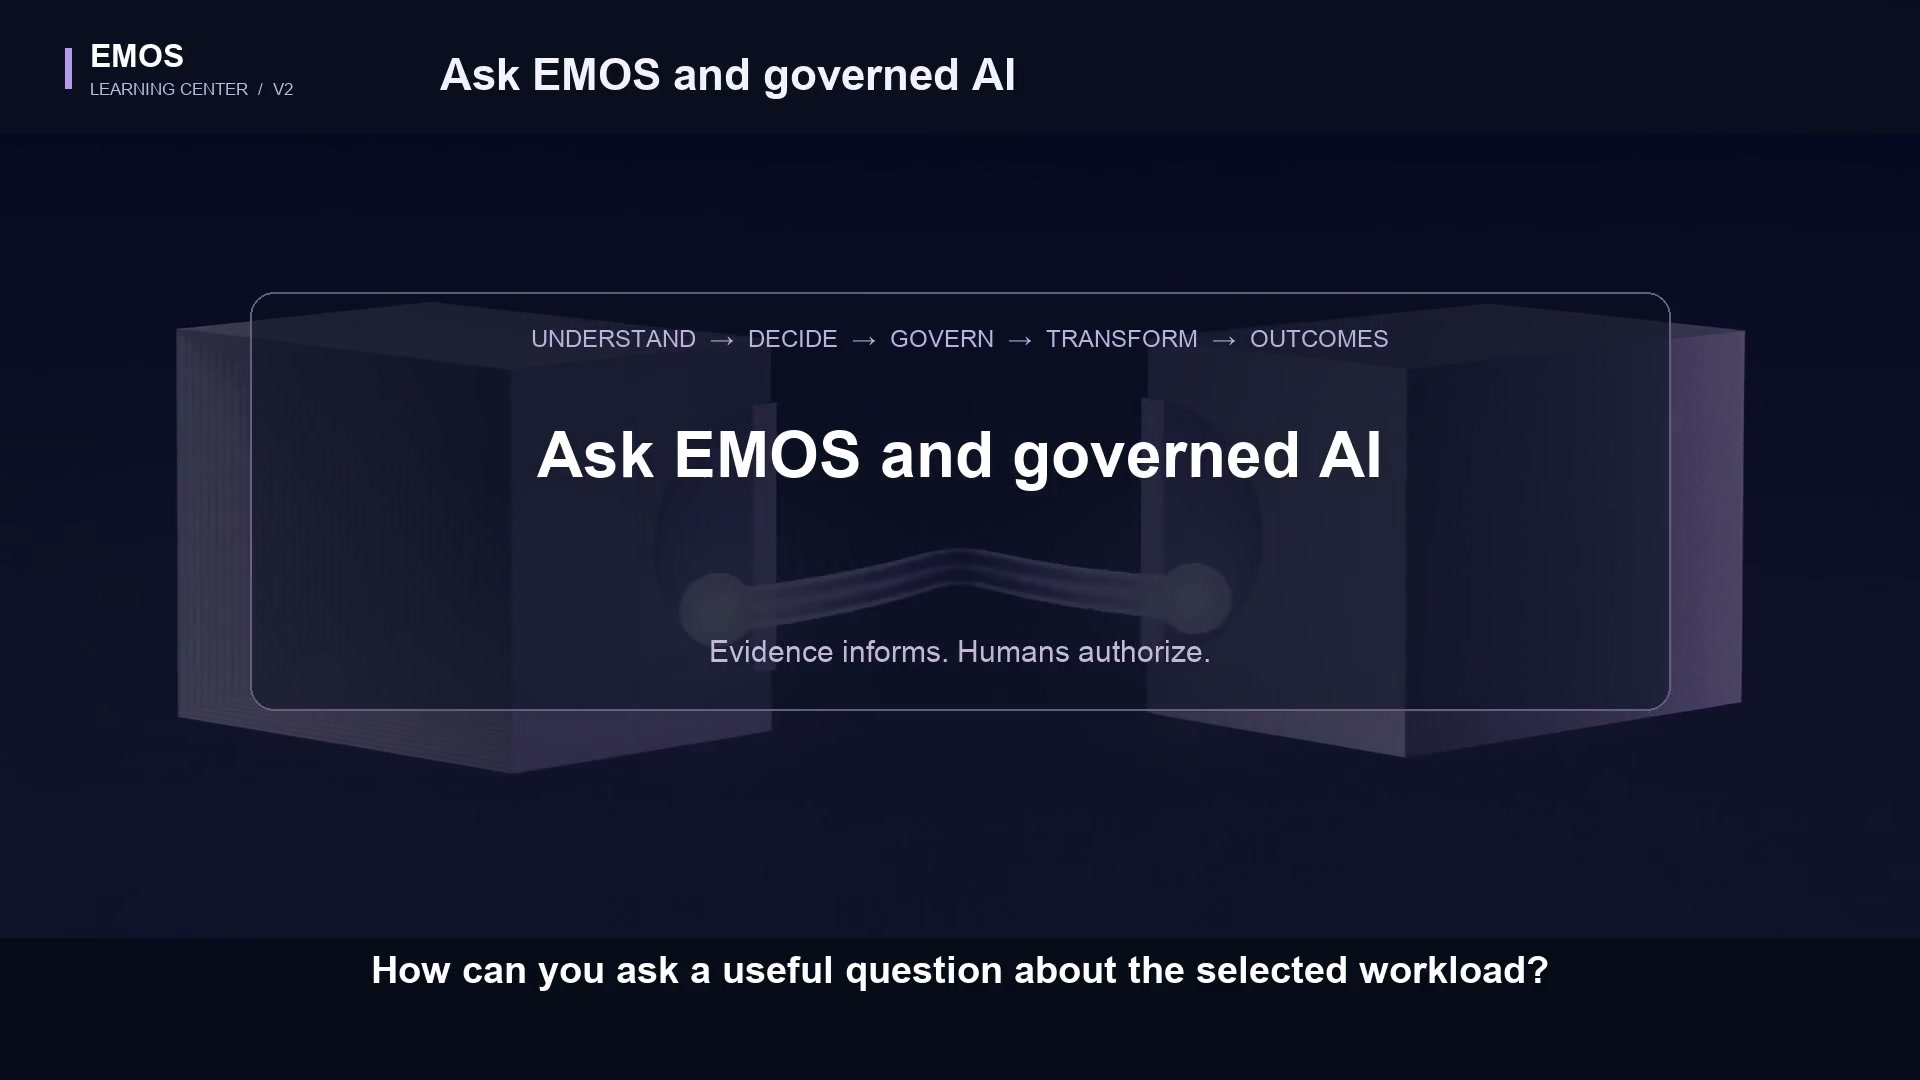 EMOS
LEARNING CENTER / V2
Ask EMOS and governed AI
UNDERSTAND → DECIDE → GOVERN → TRANSFORM → OUTCOMES
Ask EMOS and governed AI
Evidence informs. Humans authorize.
How can you ask a useful question about the selected workload?